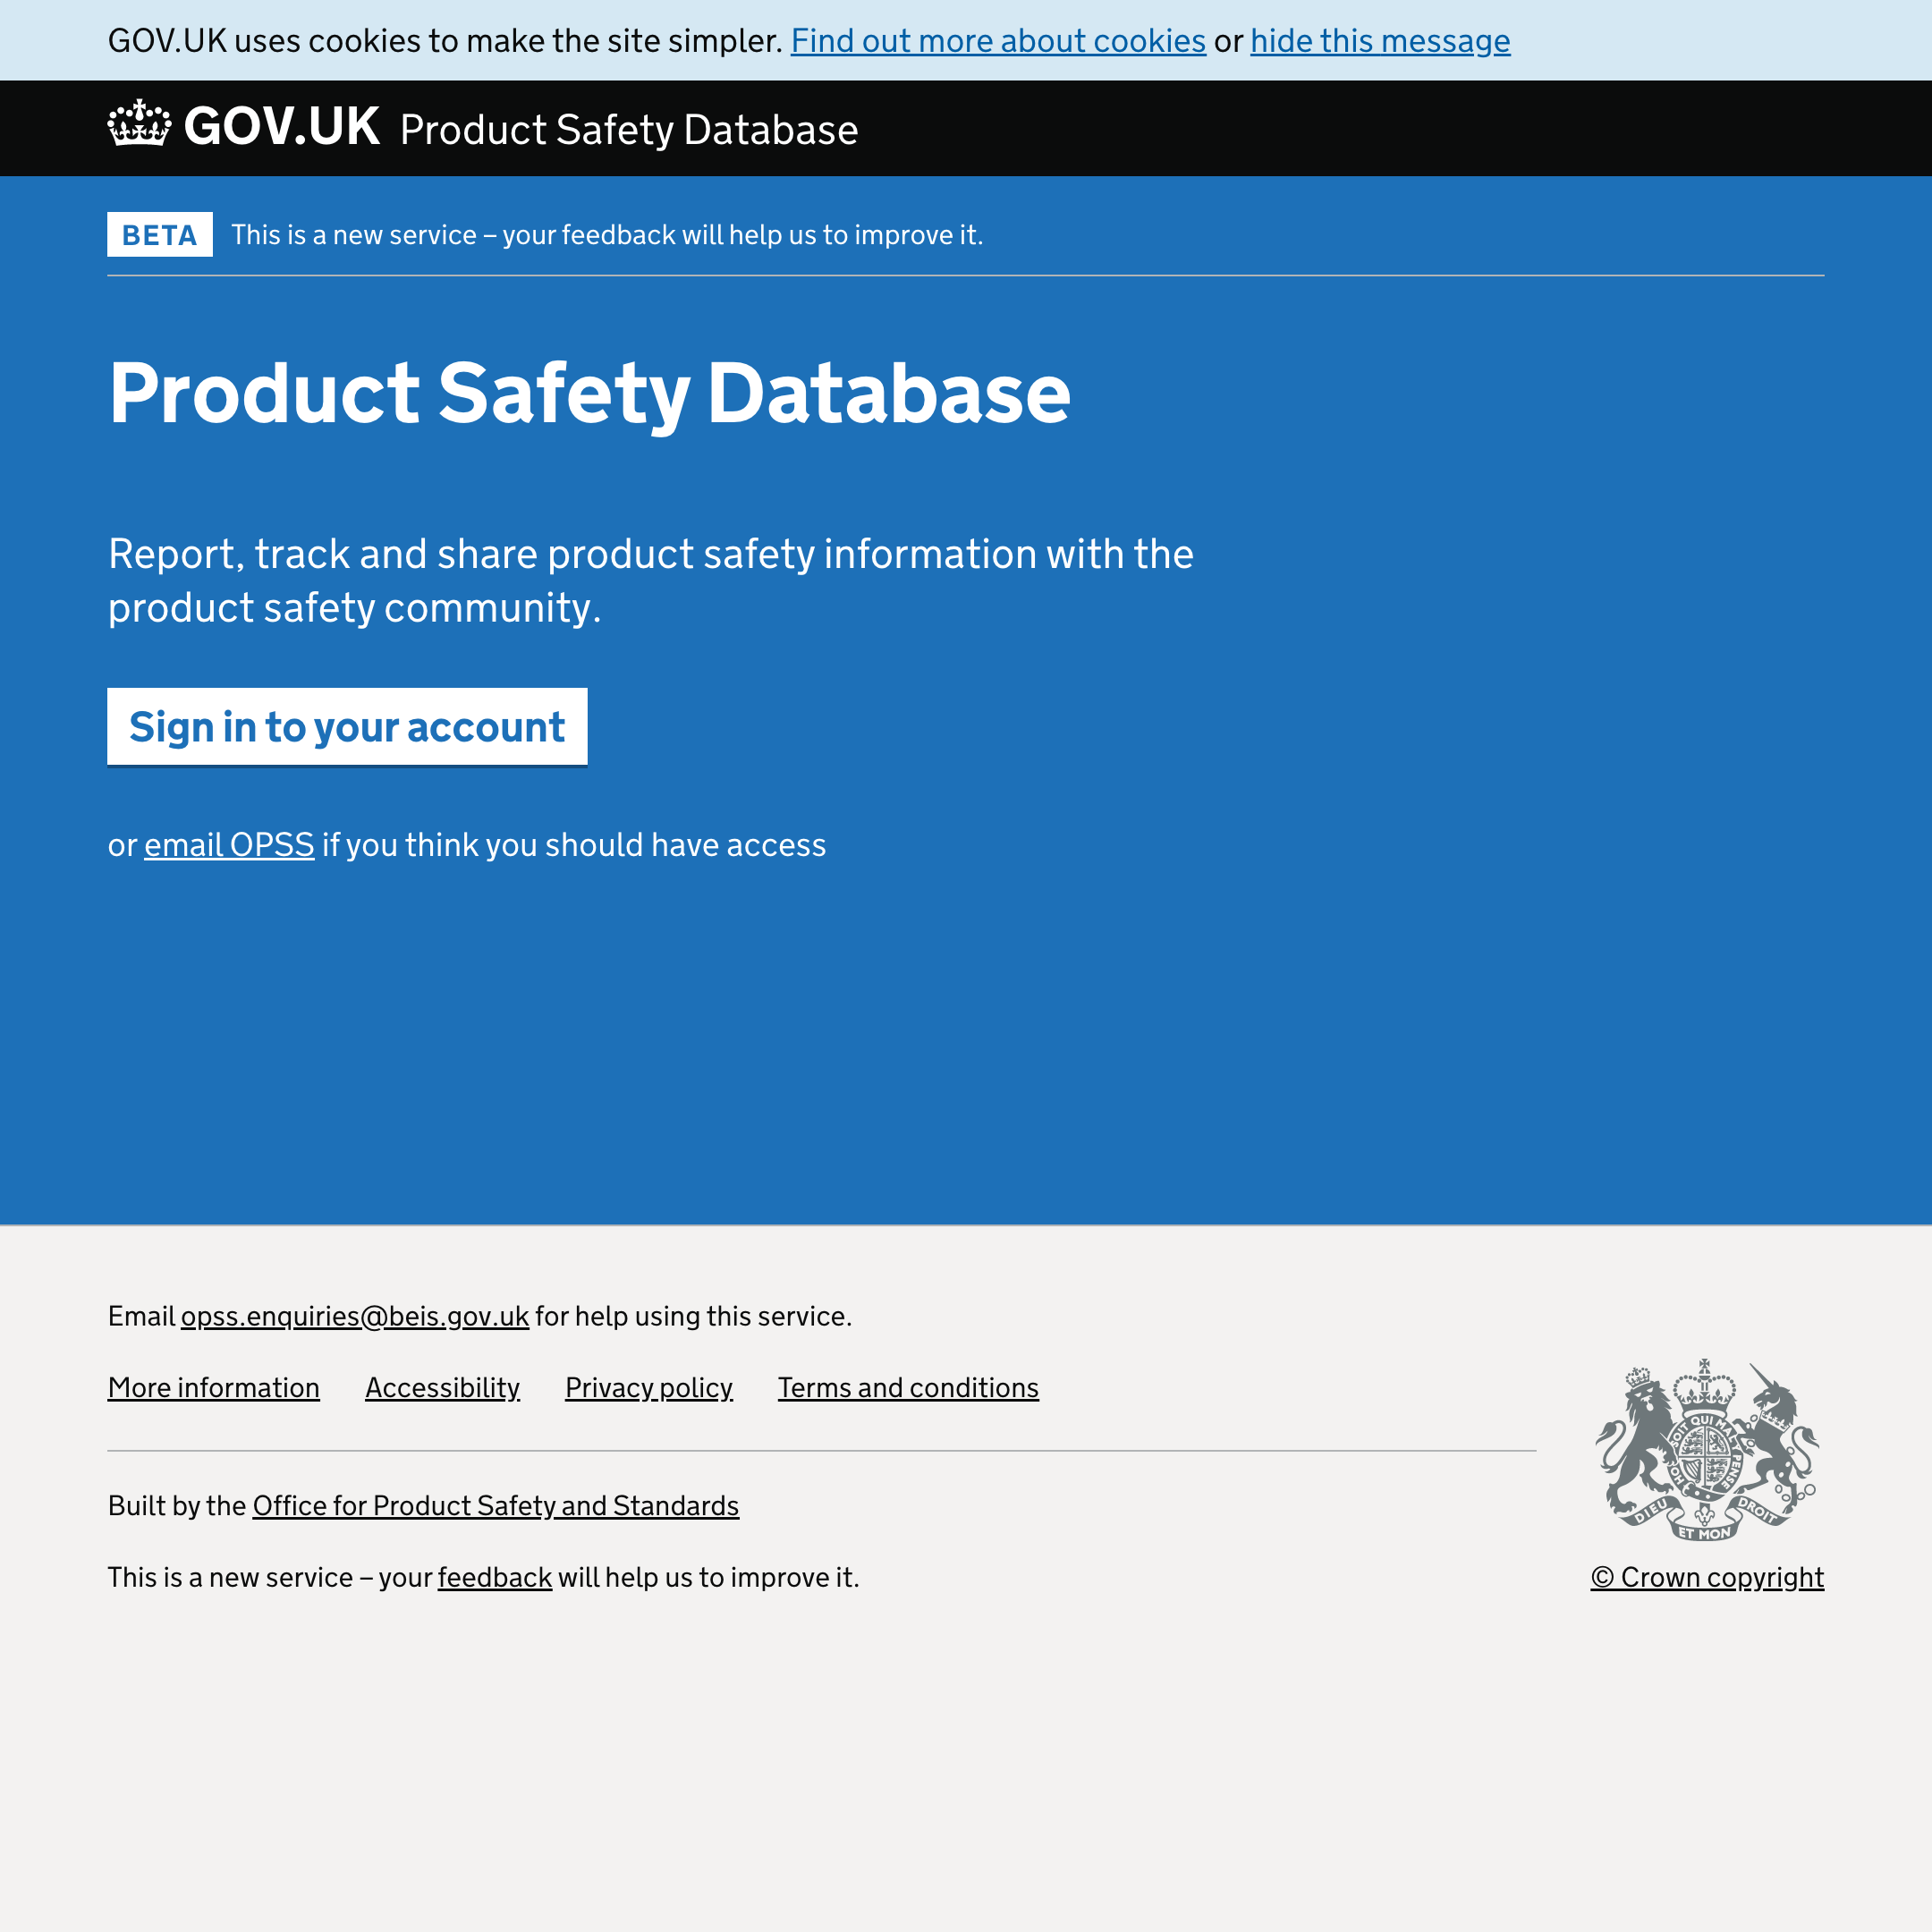 GOV.UK uses cookies to make the site simpler. Find out more about cookies or hide this message
GOV.UK Product Safety Database
BETA This is a new service – your feedback will help us to improve it.
Product Safety Database
Report, track and share product safety information with the
product safety community.
Sign in to your account
or email OPSS if you think you should have access
Email opss.enquiries@beis.gov.uk for help using this service.
More information Accessibility Privacy policy Terms and conditions
Built by the Office for Product Safety and Standards
This is a new service – your feedback will help us to improve it.
SOIT QUI MAL PENSE
DIEU ET MON DROIT
© Crown copyright